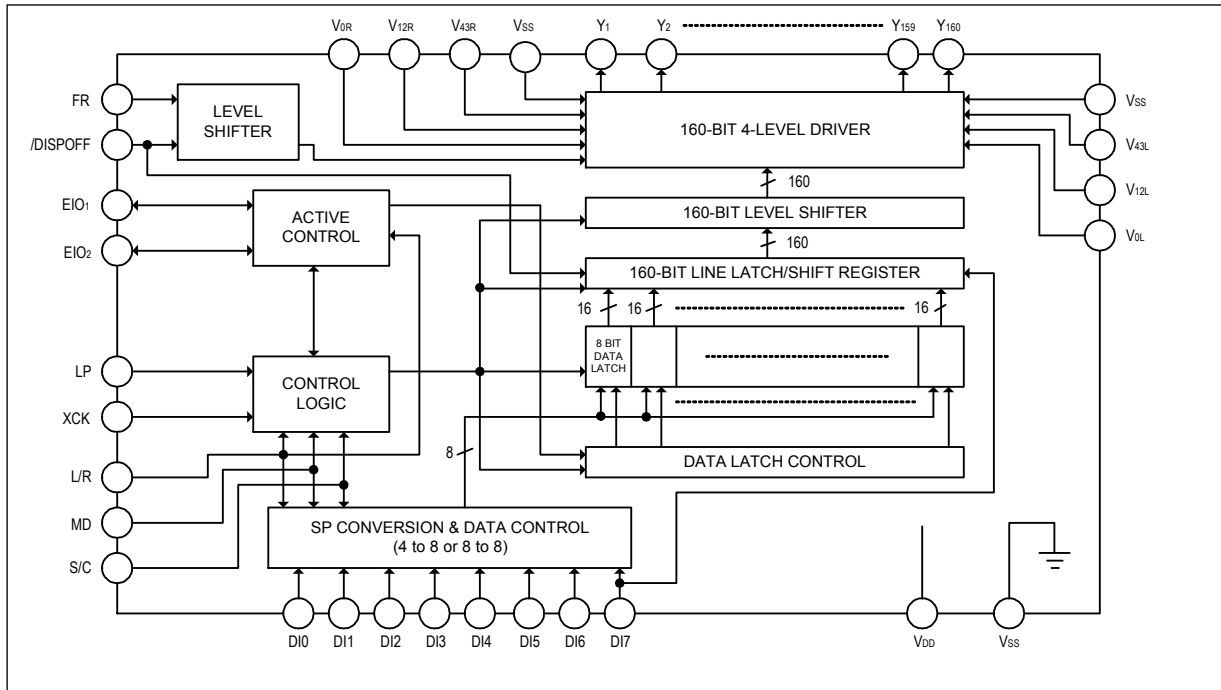 V0R V12R V43R VSS Y1 Y2 Y159 Y160
FR
/DISPOFF
LEVEL
SHIFTER
160-BIT 4-LEVEL DRIVER
VSS
V43L
V12L
V0L
160
EIO1
EIO2
ACTIVE
CONTROL
160-BIT LEVEL SHIFTER
160
160-BIT LINE LATCH/SHIFT REGISTER
16 16 16
8 BIT
DATA
LATCH
LP
XCK
CONTROL
LOGIC
L/R
MD
S/C
8
DATA LATCH CONTROL
SP CONVERSION & DATA CONTROL
(4 to 8 or 8 to 8)
DI0 DI1 DI2 DI3 DI4 DI5 DI6 DI7 VDD VSS